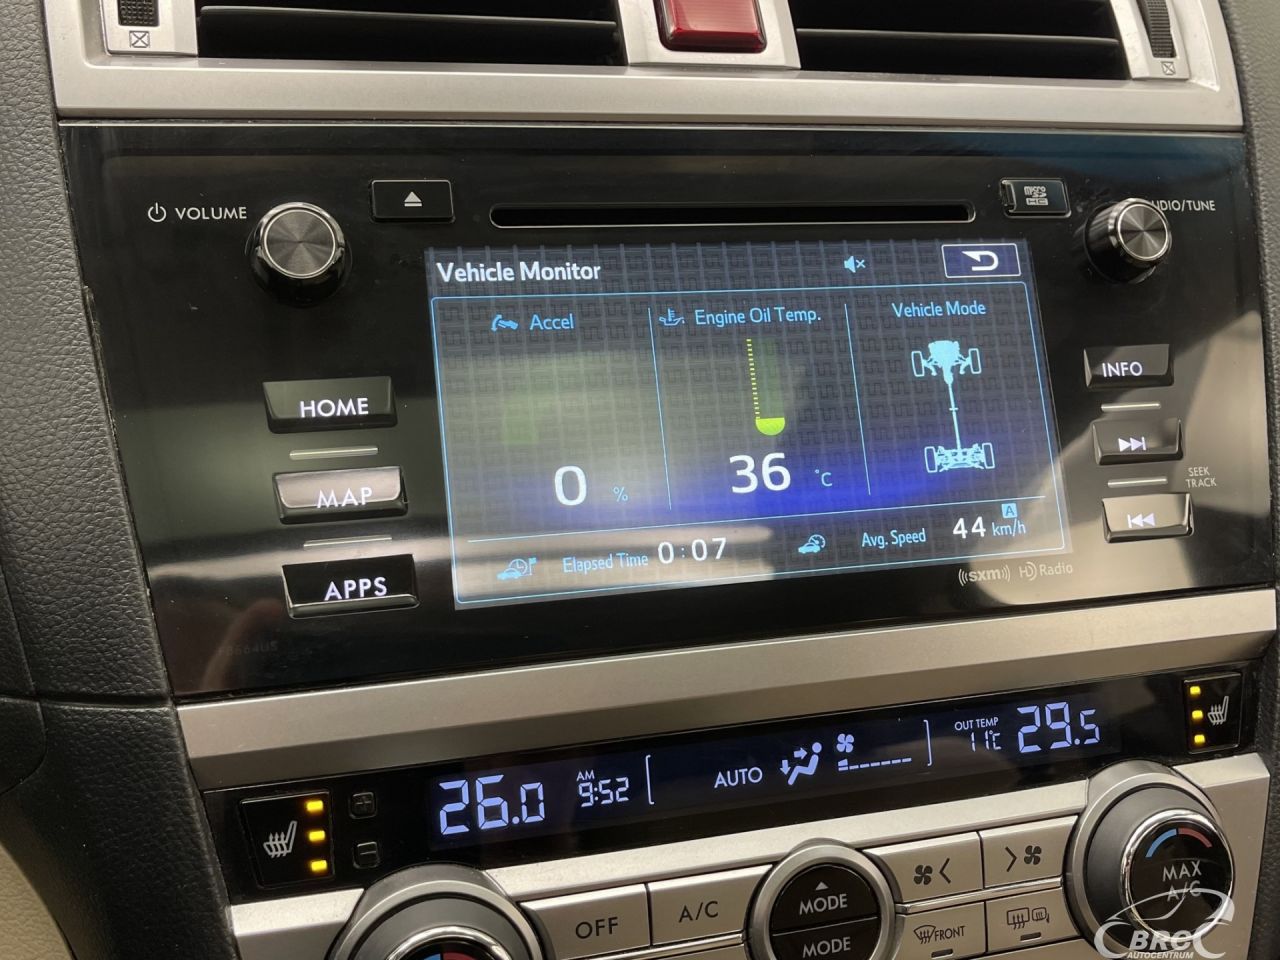 VOLUME
microSD HC
AUDIO/TUNE
Vehicle Monitor
Accel
Engine Oil Temp.
Vehicle Mode
0 %
36 °C
Elapsed Time 0:07
Avg. Speed 44 A km/h
HOME
MAP
APPS
INFO
SEEK
TRACK
((sxm)) HD Radio
26.0
AM
9:52
AUTO
OUT TEMP
11°C
29.5
OFF
A/C
MODE
MODE
FRONT
MAX
A/C
BRC
AUTOCENTRUM